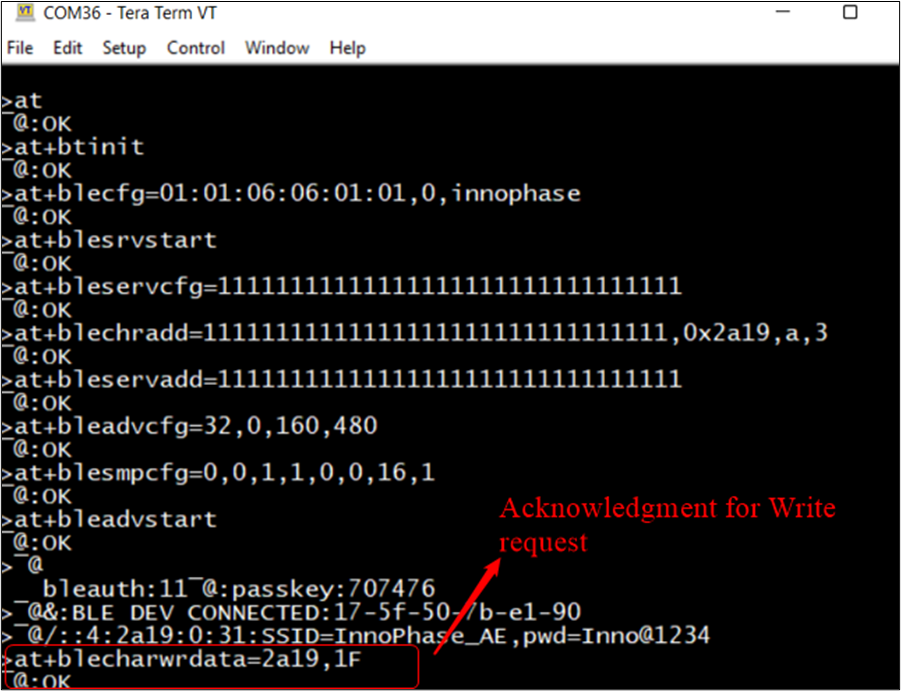 VT COM36 - Tera Term VT
File Edit Setup Control Window Help
>at
‾@:OK
>at+btinit
‾@:OK
>at+blecfg=01:01:06:06:01:01,0,innophase
‾@:OK
>at+blesrvstart
‾@:OK
>at+bleservcfg=11111111111111111111111111111111
‾@:OK
>at+blechradd=11111111111111111111111111111111,0x2a19,a,3
‾@:OK
>at+bleservadd=11111111111111111111111111111111
‾@:OK
>at+bleadvcfg=32,0,160,480
‾@:OK
>at+blesmpcfg=0,0,1,1,0,0,16,1
‾@:OK
>at+bleadvstart
‾@:OK
Acknowledgment for Write
request
>‾@
bleauth:11‾@:passkey:707476
>‾@&:BLE DEV CONNECTED:17-5f-50-7b-e1-90
>‾@/::4:2a19:0:31:SSID=InnoPhase_AE,pwd=Inno@1234
>at+blecharwrdata=2a19,1F
‾@:OK